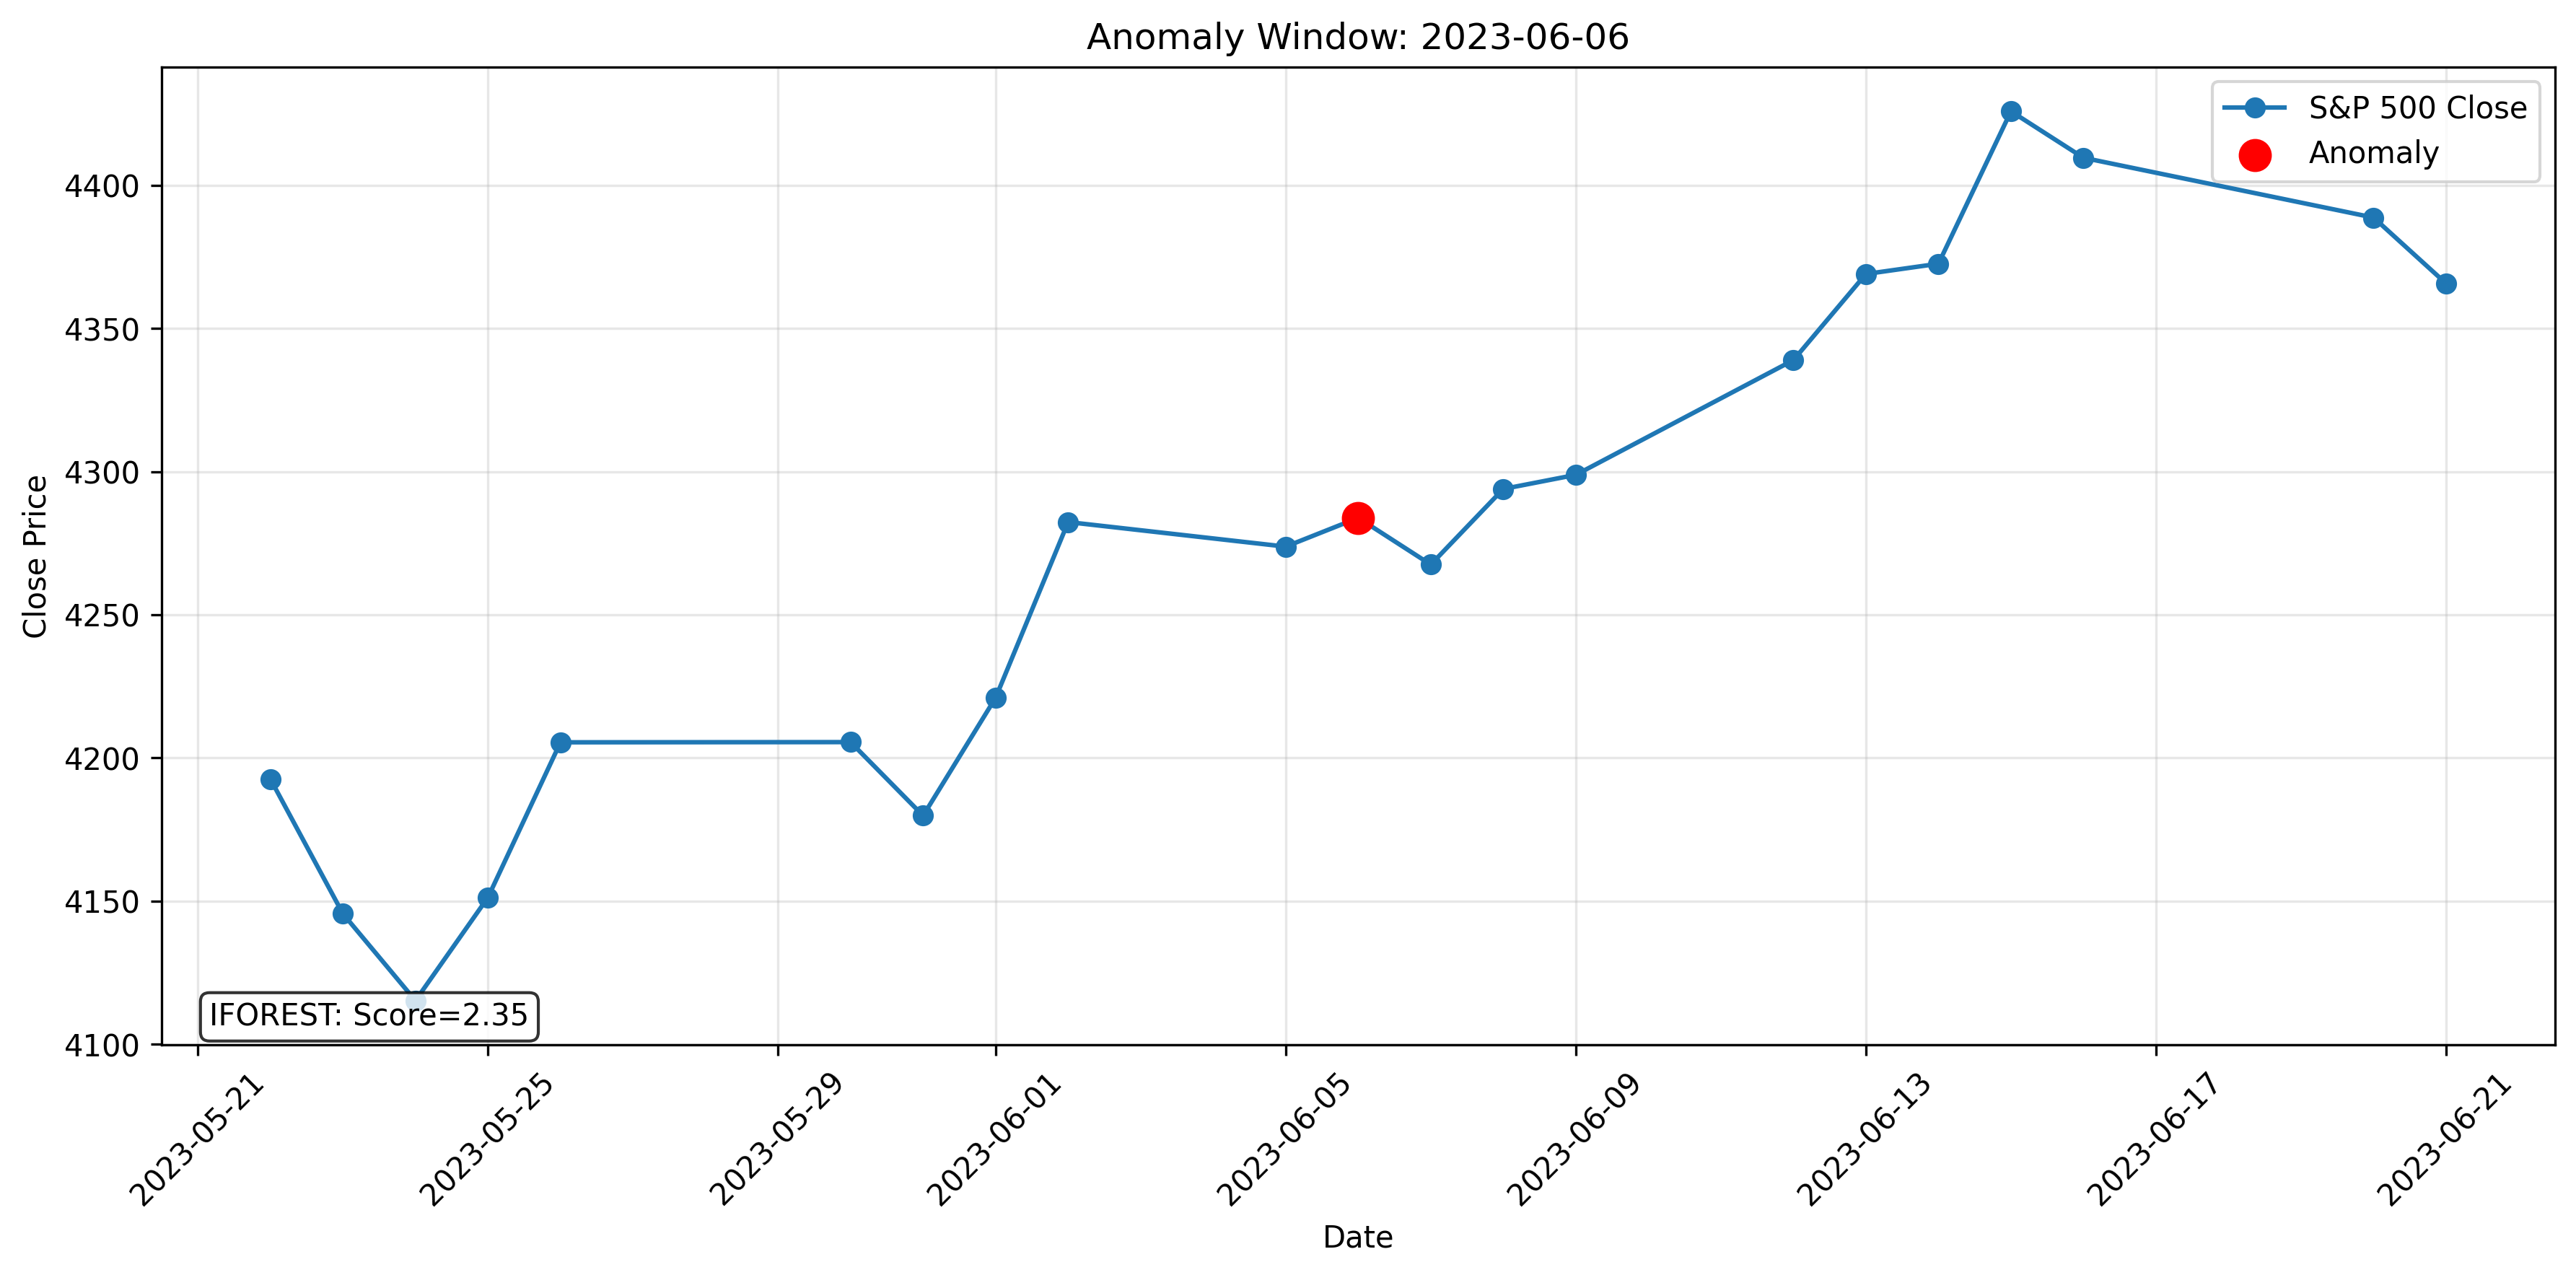 Anomaly Window: 2023-06-06
S&P 500 Close
Anomaly
Close Price
4400
4350
4300
4250
4200
4150
4100
IFOREST: Score=2.35
2023-05-21
2023-05-25
2023-05-29
2023-06-01
2023-06-05
2023-06-09
2023-06-13
2023-06-17
2023-06-21
Date